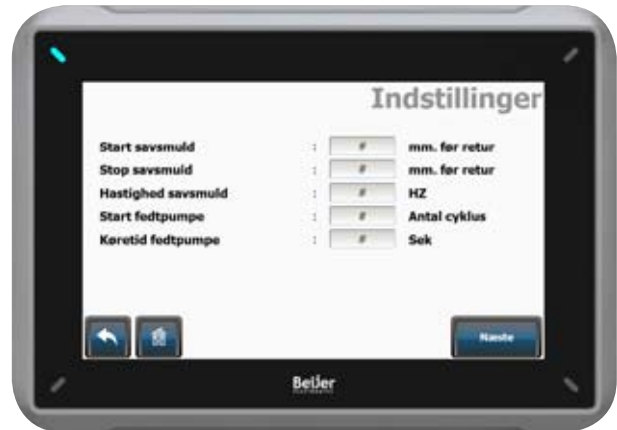 Indstillinger
Start savsmuld : # mm. før retur
Stop savsmuld : # mm. før retur
Hastighed savsmuld : # HZ
Start fedtpumpe : # Antal cyklus
Køretid fedtpumpe : # Sek
Næste
Beijer